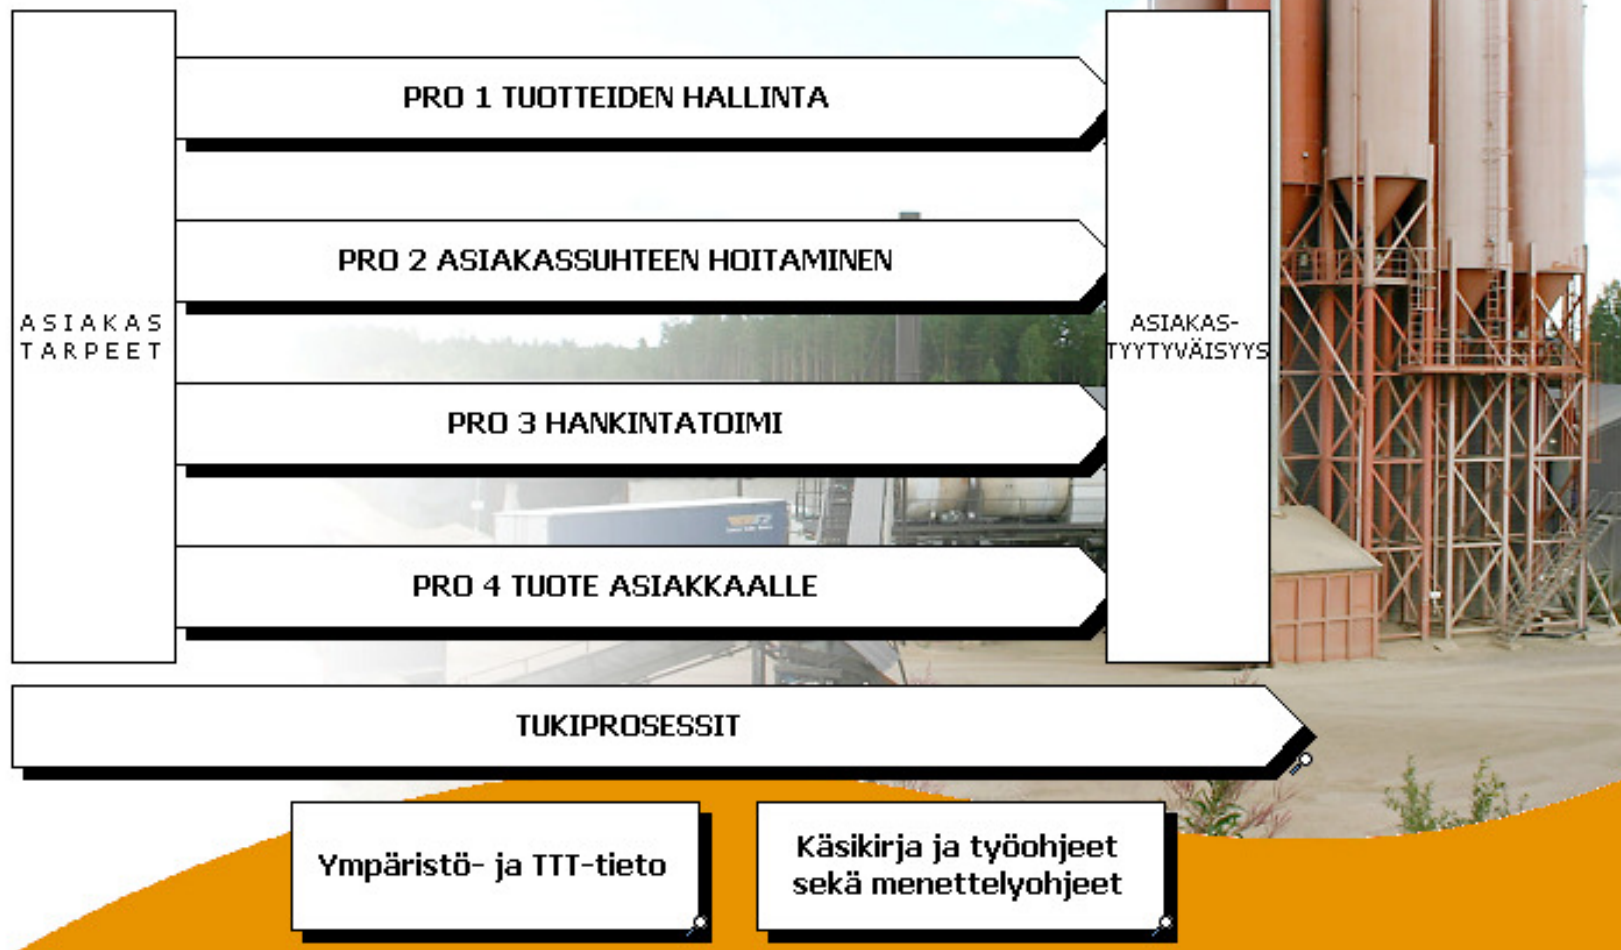 PRO 1 TUOTTEIDEN HALLINTA
PRO 2 ASIAKASSUHTEEN HOITAMINEN
ASIAKAS
TARPEET
ASIAKAS-
TYYTYVÄISYYS
PRO 3 HANKINTATOIMI
PRO 4 TUOTE ASIAKKAALLE
TUKIPROSESSIT
Ympäristö- ja TTT-tieto
Käsikirja ja työohjeet
sekä menettelyohjeet